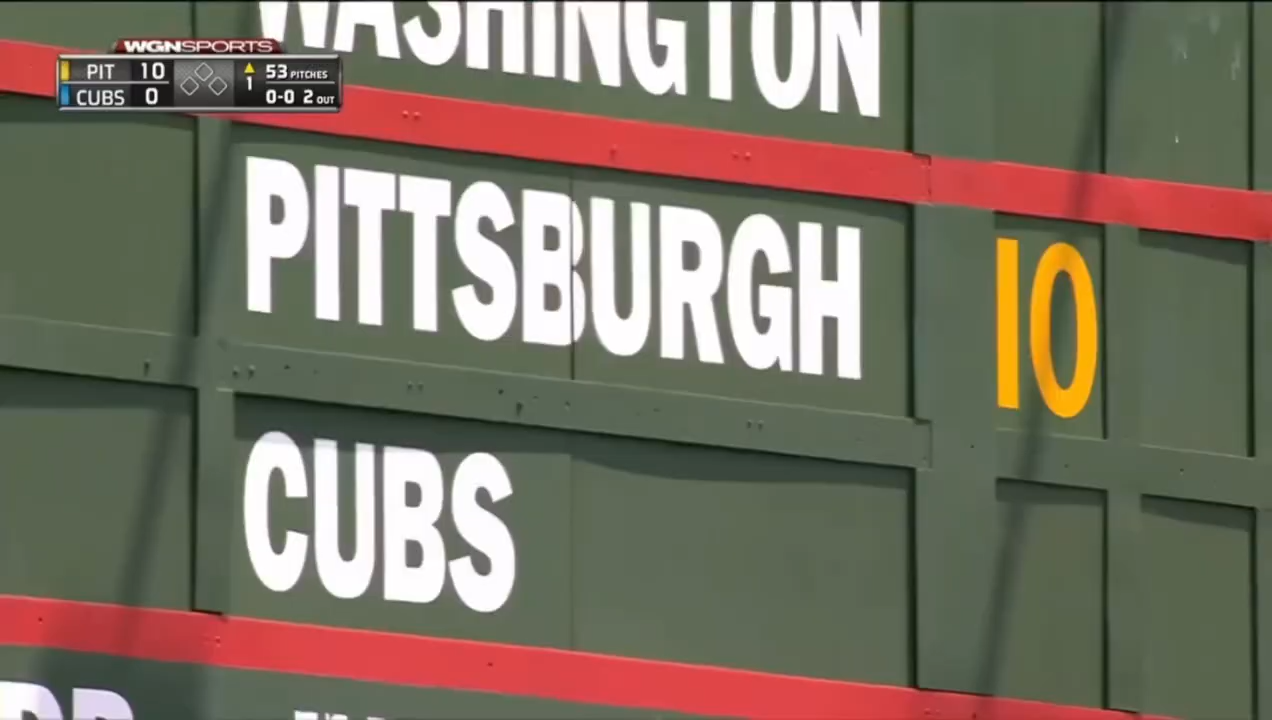 WASHINGTON
WGNSPORTS
PIT 10 ▲ 1 53 PITCHES
CUBS 0 0-0 2 OUT
PITTSBURGH 10
CUBS